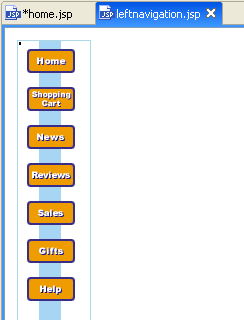 *home.jsp
leftnavigation.jsp
Home
Shopping
Cart
News
Reviews
Sales
Gifts
Help